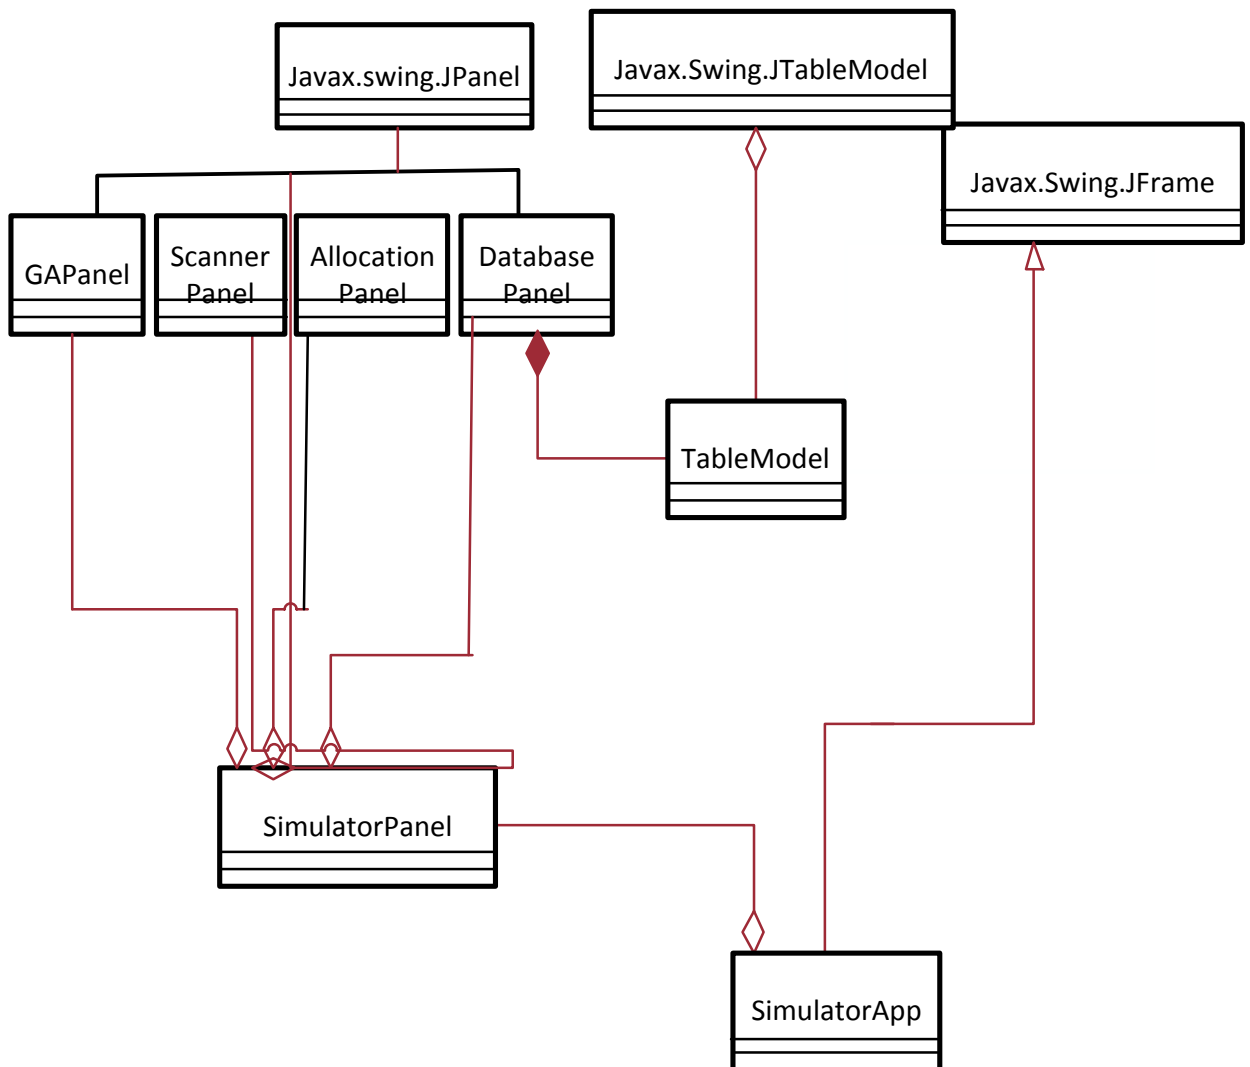 Javax.swing.JPanel
Javax.Swing.JTableModel
Javax.Swing.JFrame
GAPanel
Scanner
Panel
Allocation
Panel
Database
Panel
TableModel
SimulatorPanel
SimulatorApp